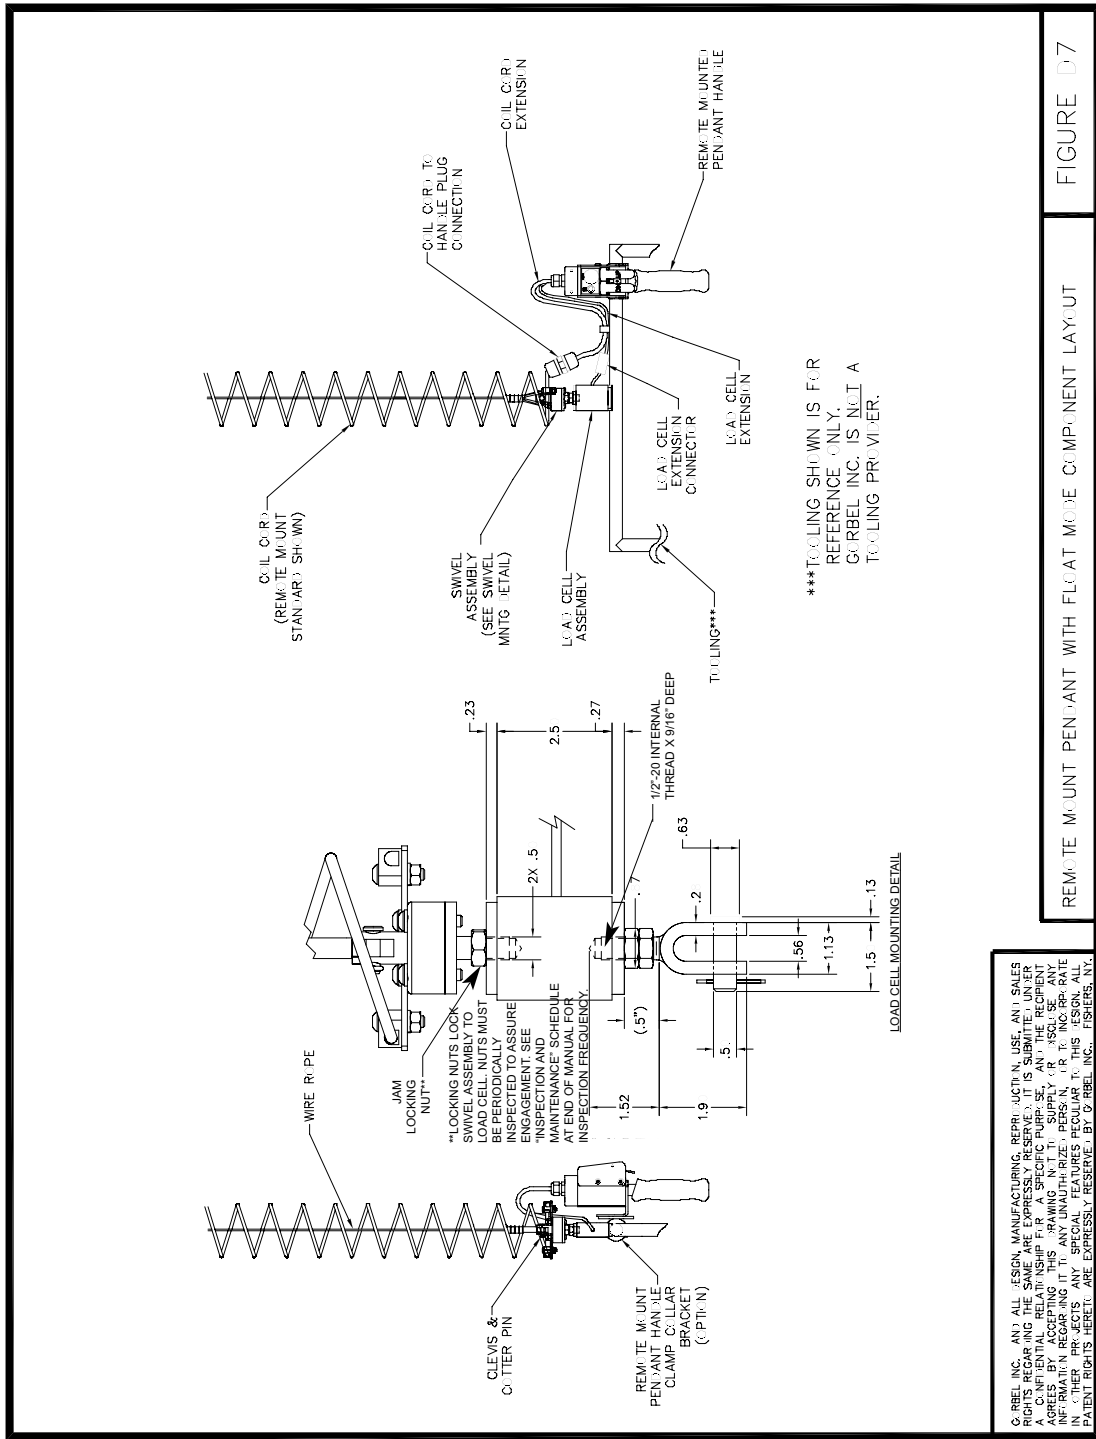 COIL CORD
EXTENSION
REMOTE MOUNTED
PENDANT HANDLE
COIL CORD TO
HANDLE PLUG
CONNECTION
COIL CORD
(REMOTE MOUNT
STANDARD SHOWN)
SWIVEL
ASSEMBLY
(SEE SWIVEL
MNTG DETAIL)
LOAD CELL
ASSEMBLY
LOAD CELL
EXTENSION
CONNECTOR
LOAD CELL
EXTENSION
TOOLING***
***TOOLING SHOWN IS FOR
REFERENCE ONLY.
GORBEL INC. IS NOT A
TOOLING PROVIDER.
.23
2.5
.27
1/2"-20 INTERNAL
THREAD X 9/16" DEEP
2X .5
.7
.63
.2
.13
.56
1.13
1.5
(.5")
.5
1.52
1.9
LOAD CELL MOUNTING DETAIL
WIRE ROPE
JAM
LOCKING
NUT**
**LOCKING NUTS LOCK
SWIVEL ASSEMBLY TO
LOAD CELL. NUTS MUST
BE PERIODICALLY
INSPECTED TO ASSURE
ENGAGEMENT. SEE
"INSPECTION AND
MAINTENANCE" SCHEDULE
AT END OF MANUAL FOR
INSPECTION FREQUENCY.
CLEVIS &
COTTER PIN
REMOTE MOUNT
PENDANT HANDLE
CLAMP COLLAR
BRACKET
(OPTION)
GORBEL INC. AND ALL DESIGN, MANUFACTURING, REPRODUCTION, USE, AND SALES
RIGHTS REGARDING THE SAME ARE EXPRESSLY RESERVED. IT IS SUBMITTED UNDER
A CONFIDENTIAL RELATIONSHIP FOR A SPECIFIC PURPOSE, AND THE RECIPIENT
AGREES BY ACCEPTING THIS DRAWING NOT TO SUPPLY OR DISCLOSE ANY
INFORMATION REGARDING IT TO ANY UNAUTHORIZED PERSON, OR TO INCORPORATE
IN OTHER PROJECTS ANY SPECIAL FEATURES PECULIAR TO THIS DESIGN. ALL
PATENT RIGHTS HERETO ARE EXPRESSLY RESERVED BY GORBEL INC., FISHERS, NY.
REMOTE MOUNT PENDANT WITH FLOAT MODE COMPONENT LAYOUT
FIGURE D7